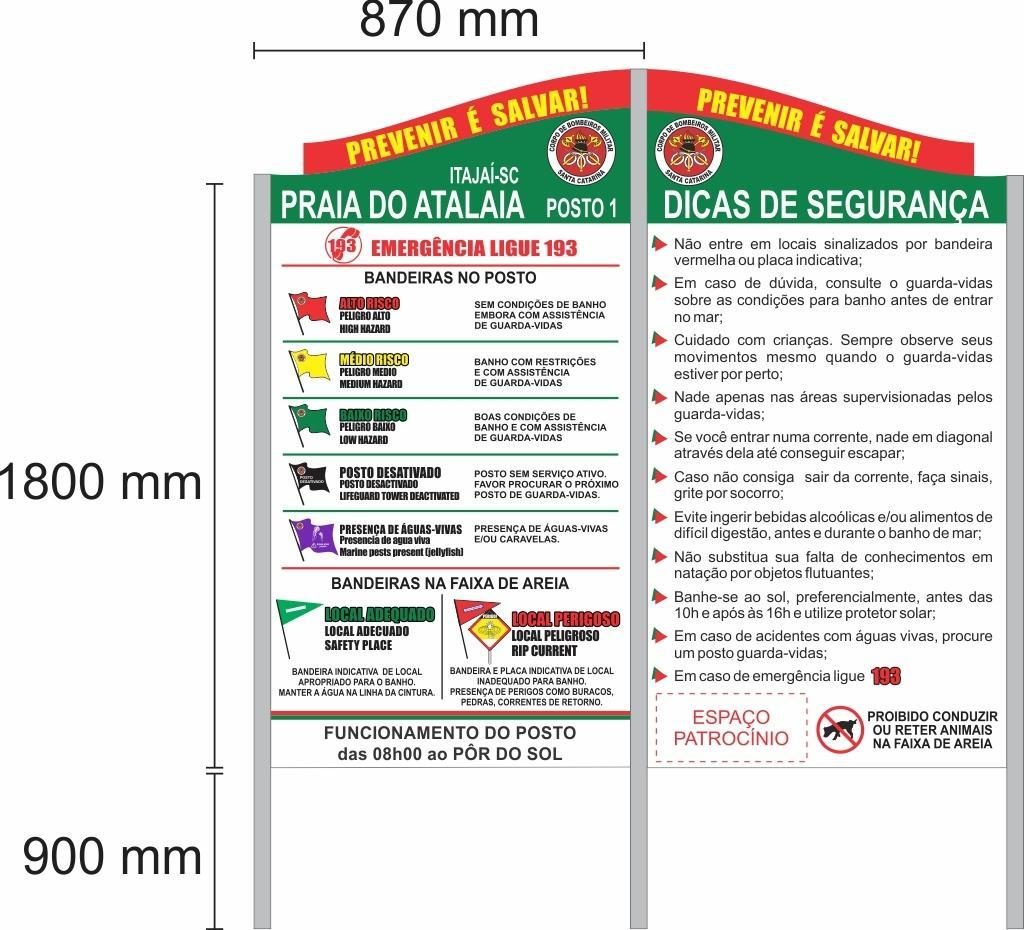 870 mm
PREVENIR É SALVAR!
CORPO DE BOMBEIROS MILITAR
SANTA CATARINA
ITAJAÍ-SC
PRAIA DO ATALAIA POSTO 1
193 EMERGÊNCIA LIGUE 193
BANDEIRAS NO POSTO
ALTO RISCO
PELIGRO ALTO
HIGH HAZARD
SEM CONDIÇÕES DE BANHO
EMBORA COM ASSISTÊNCIA
DE GUARDA-VIDAS
MÉDIO RISCO
PELIGRO MEDIO
MEDIUM HAZARD
BANHO COM RESTRIÇÕES
E COM ASSISTÊNCIA
DE GUARDA-VIDAS
BAIXO RISCO
PELIGRO BAIXO
LOW HAZARD
BOAS CONDIÇÕES DE
BANHO E COM ASSISTÊNCIA
DE GUARDA-VIDAS
POSTO
DESATIVADO
POSTO DESATIVADO
POSTO DESACTIVADO
LIFEGUARD TOWER DEACTIVATED
POSTO SEM SERVIÇO ATIVO.
FAVOR PROCURAR O PRÓXIMO
POSTO DE GUARDA-VIDAS.
PRESENÇA DE ÁGUAS-VIVAS
Presencia de agua viva
Marine pests present (jellyfish)
PRESENÇA DE ÁGUAS-VIVAS
E/OU CARAVELAS.
BANDEIRAS NA FAIXA DE AREIA
LOCAL ADEQUADO
LOCAL ADECUADO
SAFETY PLACE
BANDEIRA INDICATIVA DE LOCAL
APROPRIADO PARA O BANHO.
MANTER A ÁGUA NA LINHA DA CINTURA.
LOCAL PERIGOSO
LOCAL PELIGROSO
RIP CURRENT
BANDEIRA E PLACA INDICATIVA DE LOCAL
INADEQUADO PARA BANHO.
PRESENÇA DE PERIGOS COMO BURACOS,
PEDRAS, CORRENTES DE RETORNO.
FUNCIONAMENTO DO POSTO
das 08h00 ao PÔR DO SOL
PREVENIR É SALVAR!
CORPO DE BOMBEIROS MILITAR
SANTA CATARINA
DICAS DE SEGURANÇA
Não entre em locais sinalizados por bandeira
vermelha ou placa indicativa;
Em caso de dúvida, consulte o guarda-vidas
sobre as condições para banho antes de entrar
no mar;
Cuidado com crianças. Sempre observe seus
movimentos mesmo quando o guarda-vidas
estiver por perto;
Nade apenas nas áreas supervisionadas pelos
guarda-vidas;
Se você entrar numa corrente, nade em diagonal
através dela até conseguir escapar;
Caso não consiga sair da corrente, faça sinais,
grite por socorro;
Evite ingerir bebidas alcoólicas e/ou alimentos de
difícil digestão, antes e durante o banho de mar;
Não substitua sua falta de conhecimentos em
natação por objetos flutuantes;
Banhe-se ao sol, preferencialmente, antes das
10h e após às 16h e utilize protetor solar;
Em caso de acidentes com águas vivas, procure
um posto guarda-vidas;
Em caso de emergência ligue 193
ESPAÇO
PATROCÍNIO
PROIBIDO CONDUZIR
OU RETER ANIMAIS
NA FAIXA DE AREIA
1800 mm
900 mm